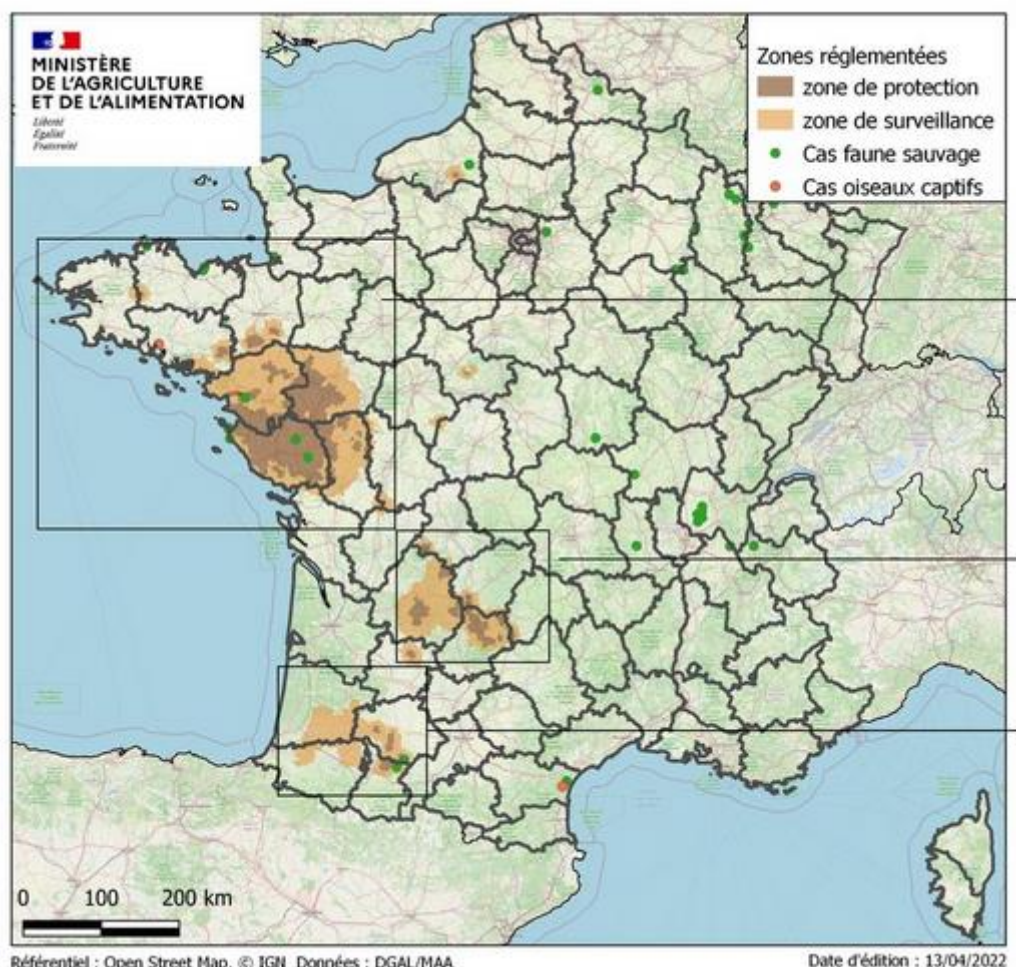 MINISTÈRE
DE L'AGRICULTURE
ET DE L'ALIMENTATION
Liberté
Égalité
Fraternité
Zones réglementées
zone de protection
zone de surveillance
Cas faune sauvage
Cas oiseaux captifs
0 100 200 km
Référentiel : Open Street Map, © IGN Données : DGAL/MAA
Date d'édition : 13/04/2022